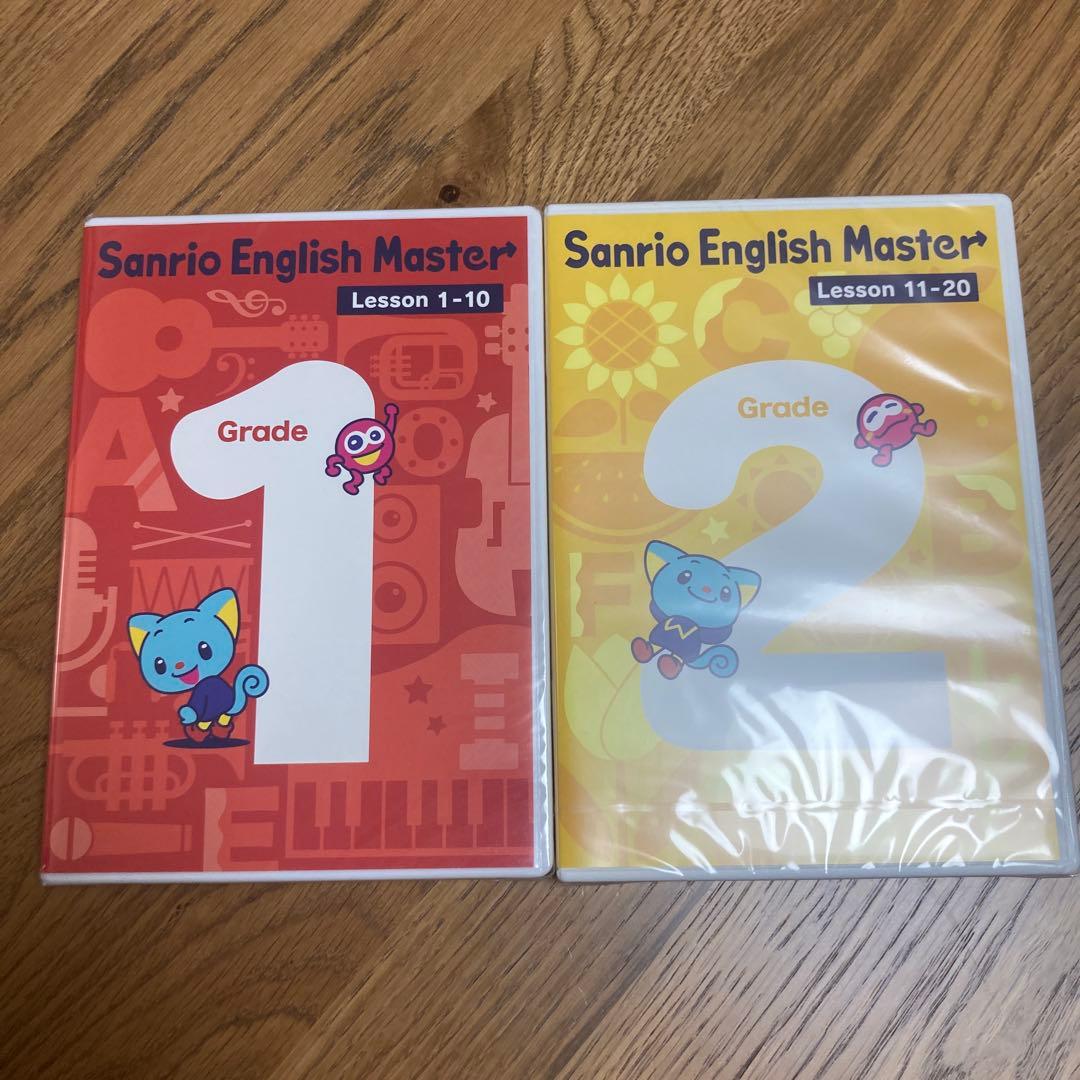 Sanrio English Master
Lesson 1-10
Grade
1
A
E
Sanrio English Master
Lesson 11-20
Grade
2
C
F
B